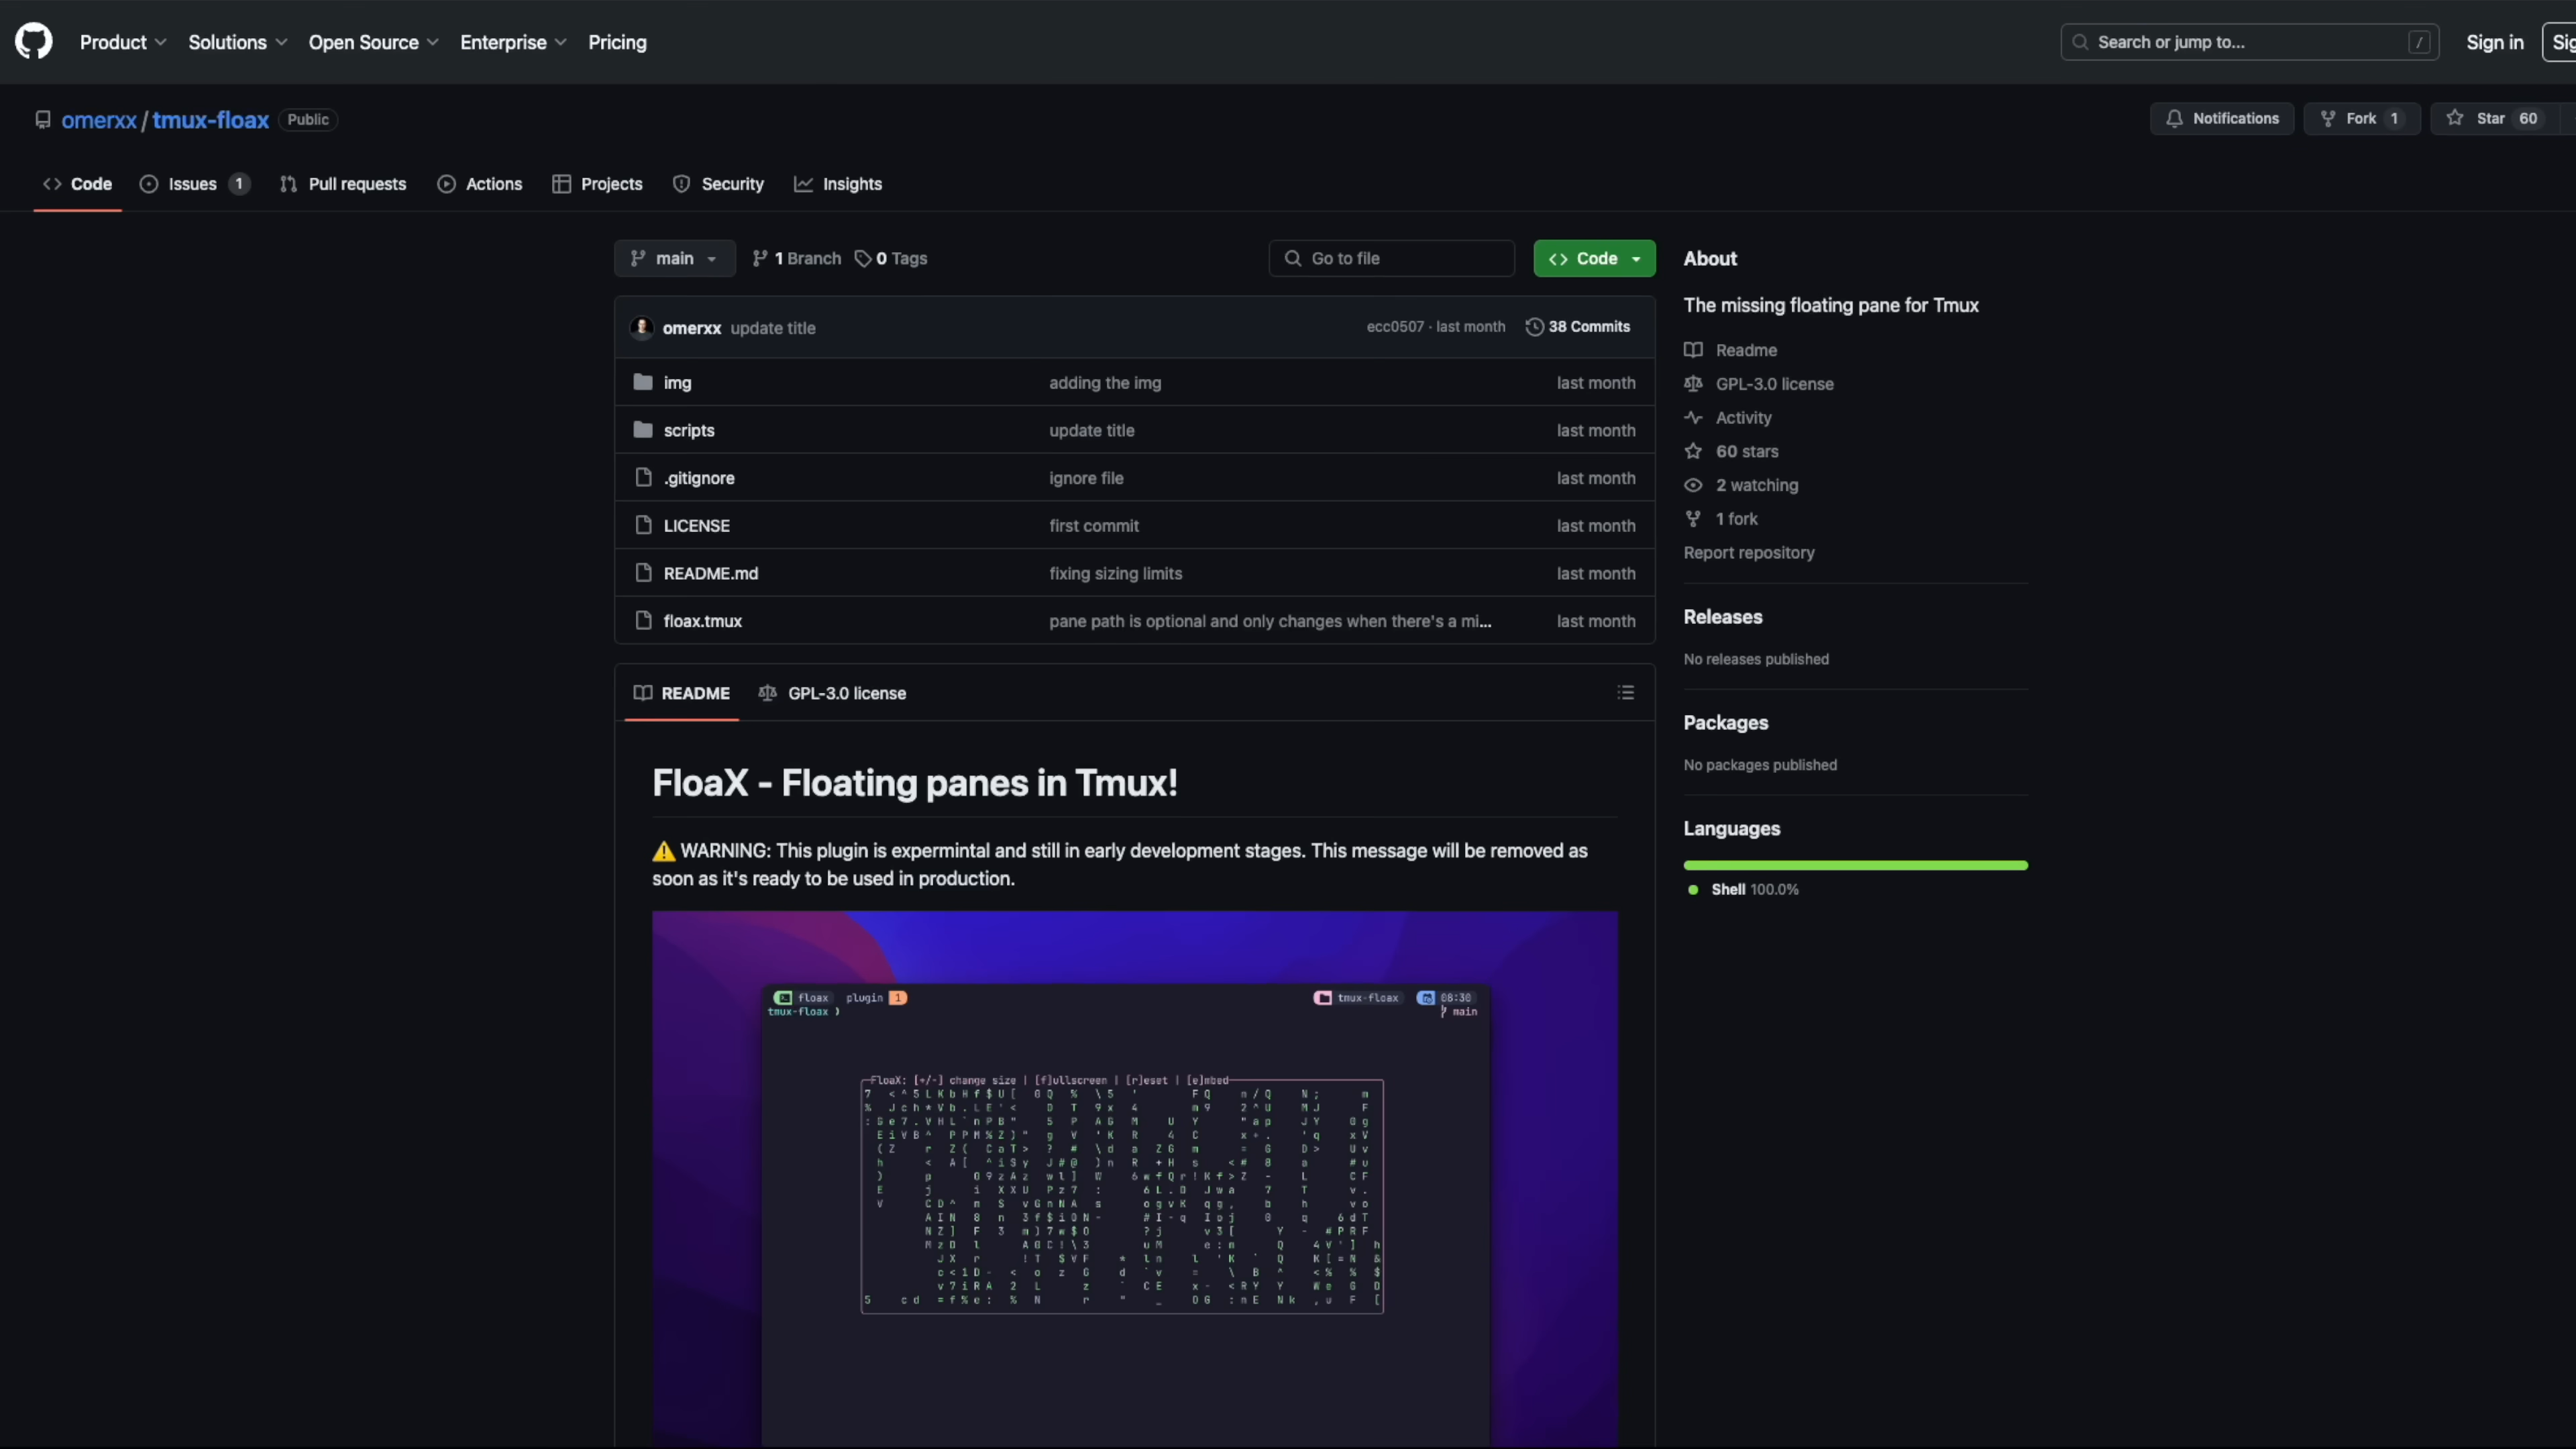 Product Solutions Open Source Enterprise Pricing Search or jump to... / Sign in
omerxx / tmux-floax Public Notifications Fork 1 Star 60
Code Issues 1 Pull requests Actions Projects Security Insights
main 1 Branch 0 Tags Go to file Code
omerxx update title ecc0507 · last month 38 Commits
img adding the img last month
scripts update title last month
.gitignore ignore file last month
LICENSE first commit last month
README.md fixing sizing limits last month
floax.tmux pane path is optional and only changes when there's a mi... last month
About
The missing floating pane for Tmux
Readme
GPL-3.0 license
Activity
60 stars
2 watching
1 fork
Report repository
Releases
No releases published
Packages
No packages published
Languages
Shell 100.0%
README GPL-3.0 license
FloaX - Floating panes in Tmux!
⚠️ WARNING: This plugin is expermintal and still in early development stages. This message will be removed as
soon as it's ready to be used in production.
floax plugin 1 tmux-floax 08:30
tmux-floax main
FloaX: [+/-] change size | [f]ullscreen | [r]eset | [e]mbed